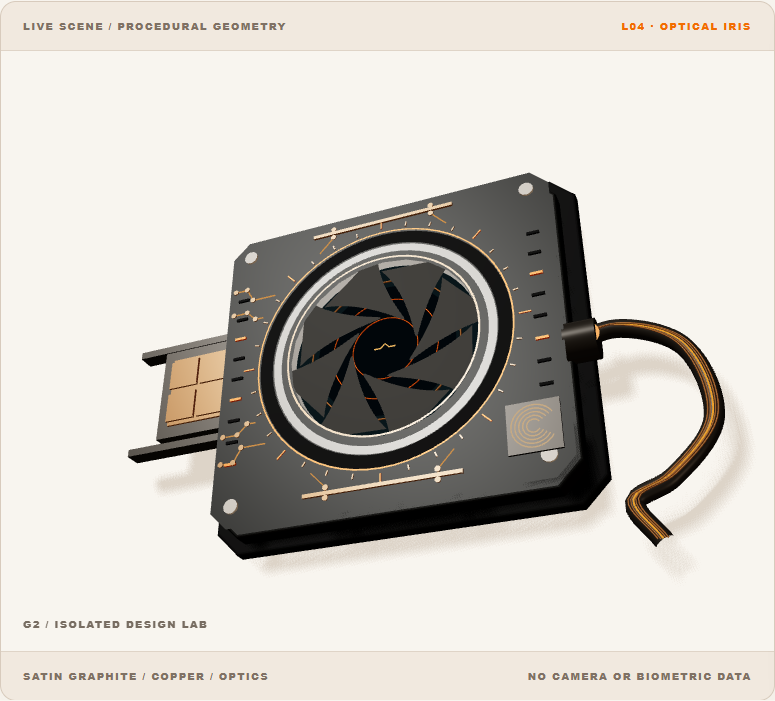 LIVE SCENE / PROCEDURAL GEOMETRY
L04 · OPTICAL IRIS
G2 / ISOLATED DESIGN LAB
SATIN GRAPHITE / COPPER / OPTICS
NO CAMERA OR BIOMETRIC DATA